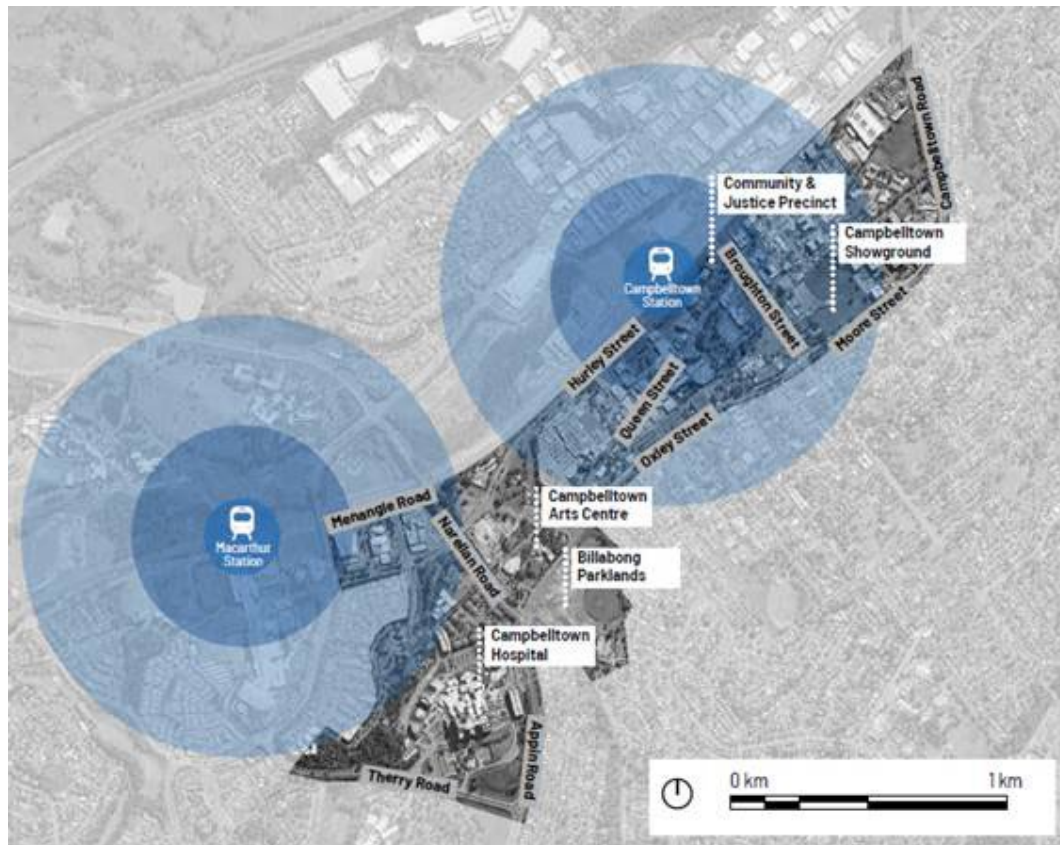 Campbelltown Road
Community &
Justice Precinct
Campbelltown
Showground
Campbelltown
Station
Broughton Street
Moore Street
Hurley Street
Queen Street
Oxley Street
Menangle Road
Campbelltown
Arts Centre
Narellan Road
Macarthur
Station
Billabong
Parklands
Campbelltown
Hospital
Appin Road
Therry Road
0 km
1 km